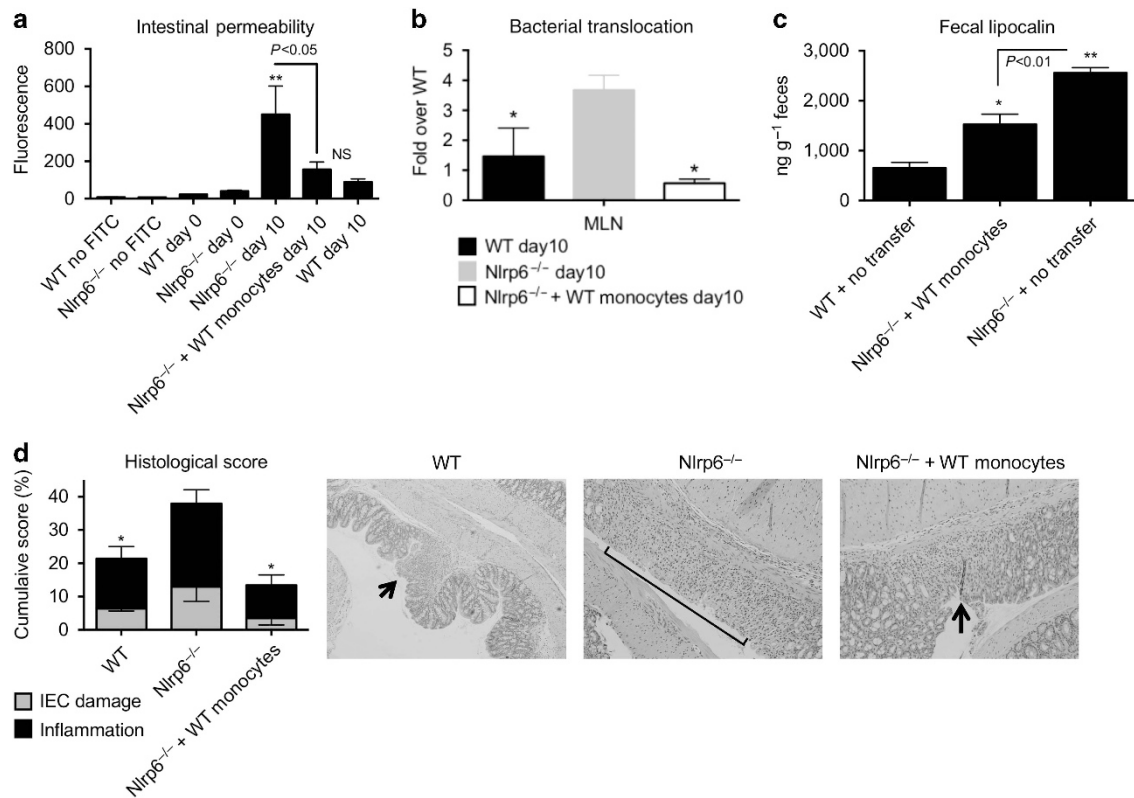 a
Intestinal permeability
Fluorescence
800
600
400
200
0
P<0.05
**
NS
WT no FITC
Nlrp6–/– no FITC
WT day 0
Nlrp6–/– day 0
Nlrp6–/– day 10
Nlrp6–/– + WT monocytes day 10
WT day 10
b
Bacterial translocation
Fold over WT
5
4
3
2
1
0
*
*
MLN
WT day10
Nlrp6–/– day10
Nlrp6–/– + WT monocytes day10
c
Fecal lipocalin
ng g–1 feces
3,000
2,000
1,000
0
P<0.01
*
**
WT + no transfer
Nlrp6–/– + WT monocytes
Nlrp6–/– + no transfer
d
Histological score
Cumulaive score (%)
40
30
20
10
0
*
*
WT
Nlrp6–/–
Nlrp6–/– + WT monocytes
IEC damage
Inflammation
WT
Nlrp6–/–
Nlrp6–/– + WT monocytes